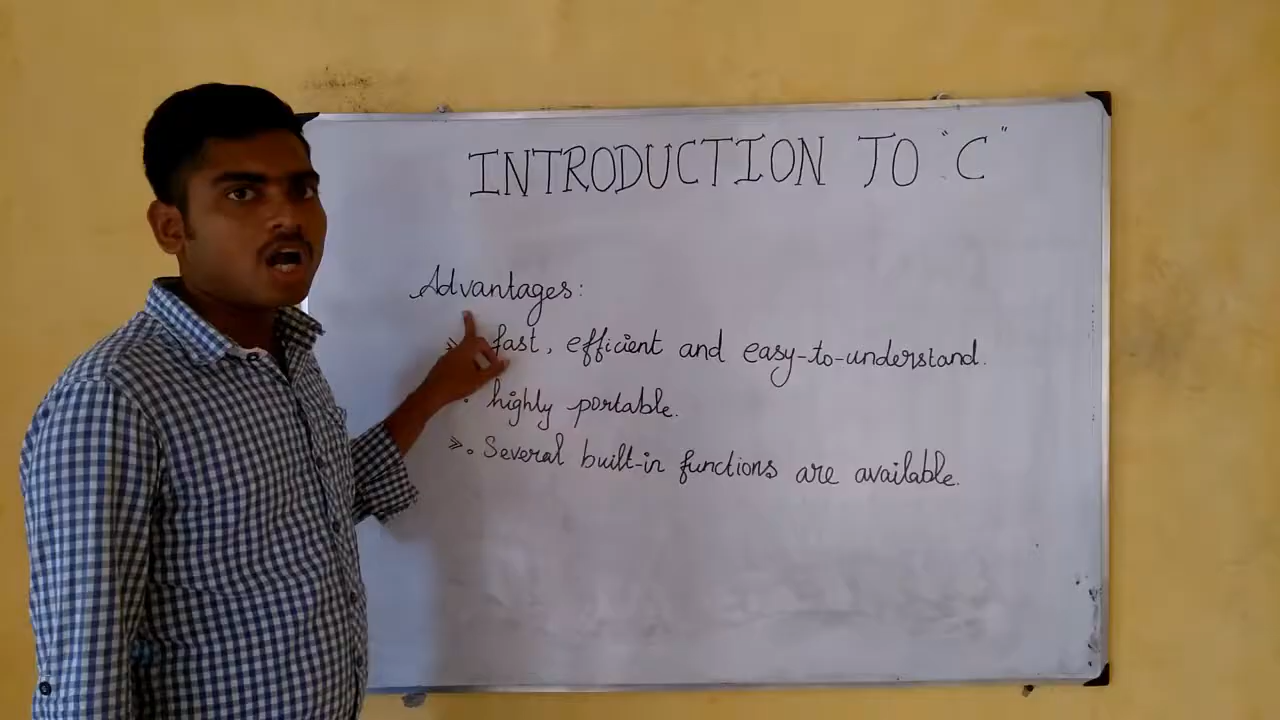 INTRODUCTION TO "C"
Advantages:
» fast, efficient and easy-to-understand.
• highly portable.
». Several built-in functions are available.